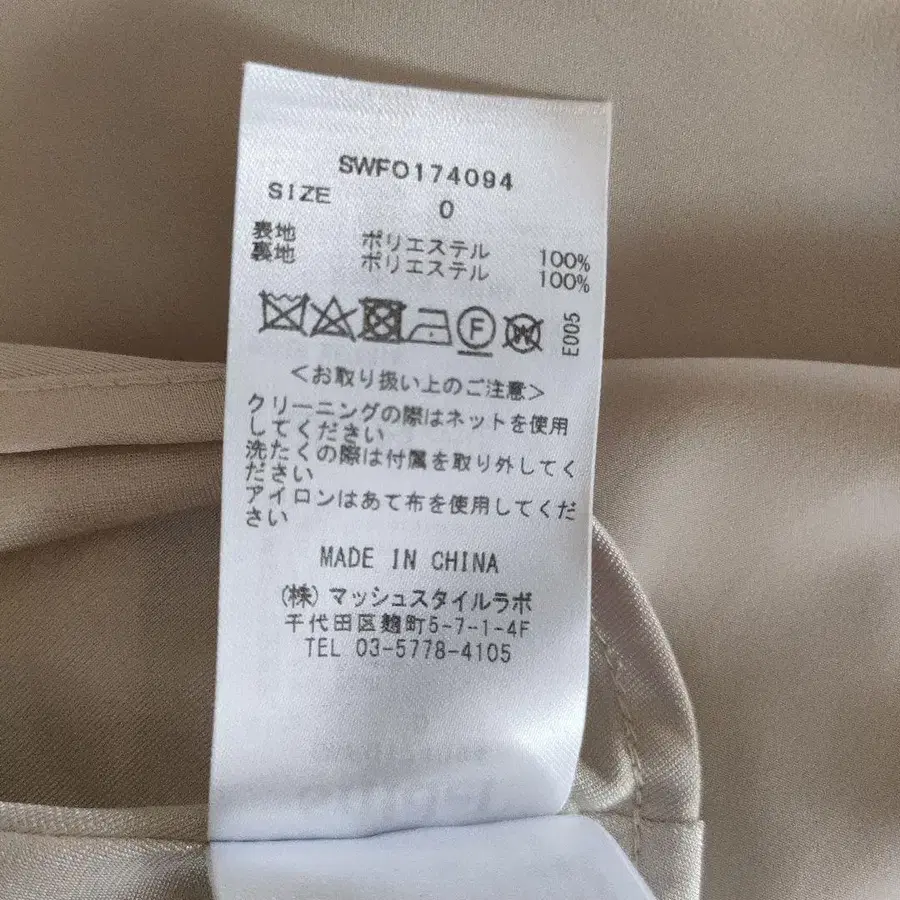 SWFO174094
SIZE 0
表地 ポリエステル 100%
裏地 ポリエステル 100%
F W E005
<お取り扱い上のご注意>
クリーニングの際はネットを使用
してください
洗たくの際は付属を取り外してく
ださい
アイロンはあて布を使用してくだ
さい
MADE IN CHINA
(株)マッシュスタイルラボ
千代田区麹町5-7-1-4F
TEL 03-5778-4105